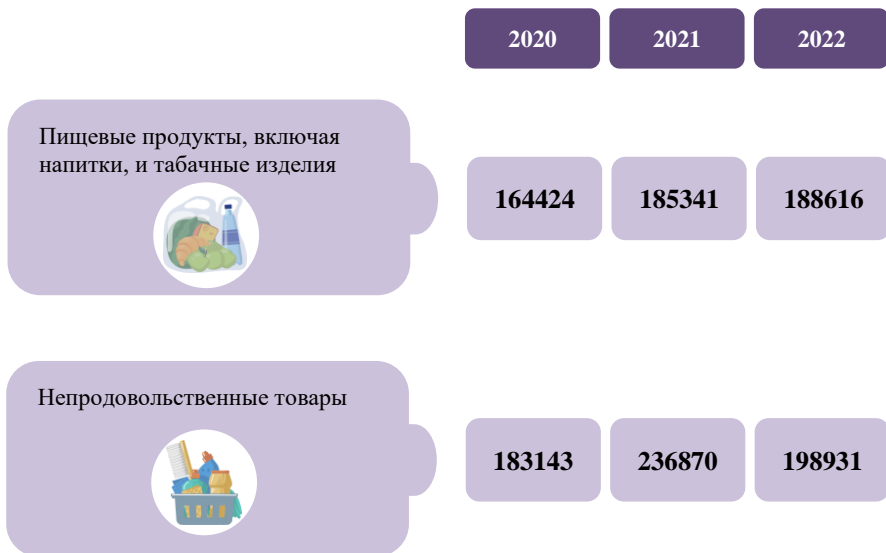 2020 2021 2022
Пищевые продукты, включая
напитки, и табачные изделия
164424 185341 188616
Непродовольственные товары
183143 236870 198931